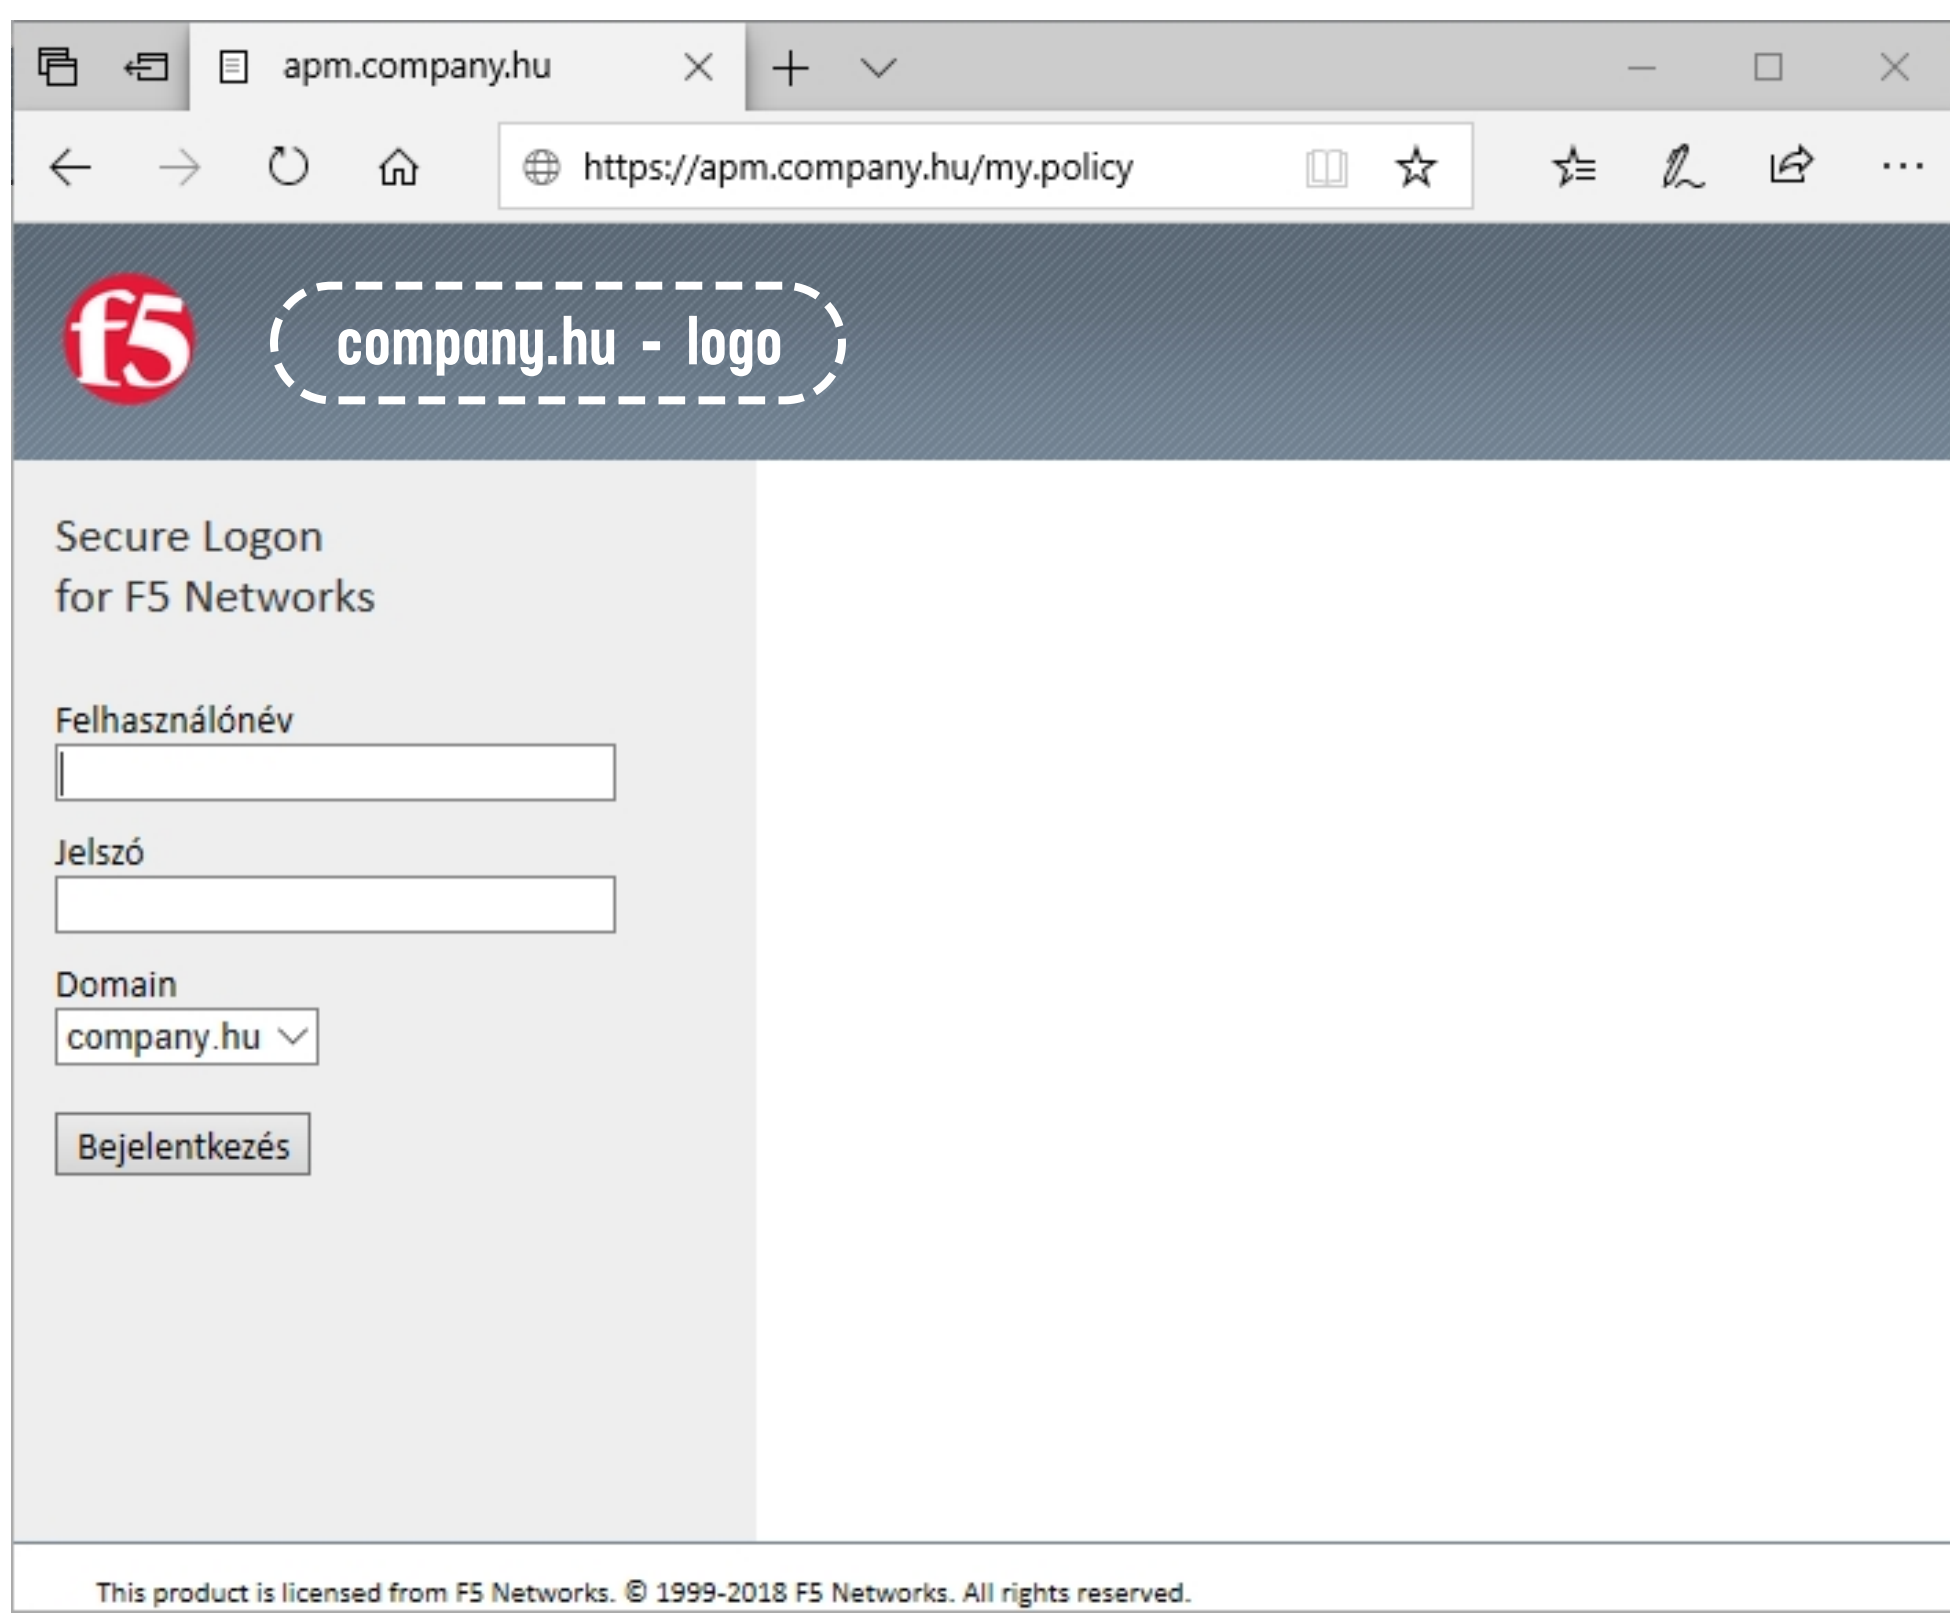 apm.company.hu
https://apm.company.hu/my.policy
f5
company.hu - logo
Secure Logon
for F5 Networks
Felhasználónév
Jelszó
Domain
company.hu
Bejelentkezés
This product is licensed from F5 Networks. © 1999-2018 F5 Networks. All rights reserved.